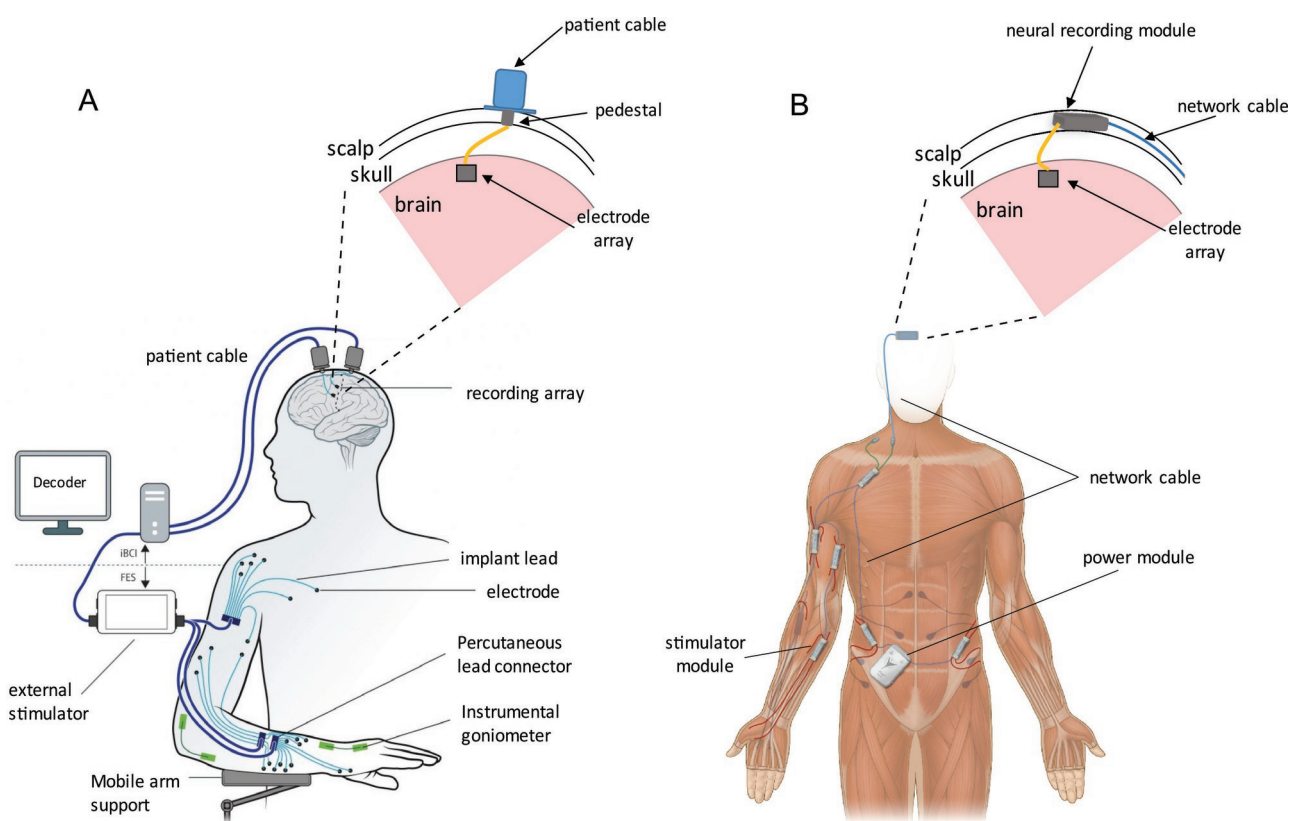 A
patient cable
pedestal
scalp
skull
brain
electrode
array
patient cable
recording array
Decoder
iBCI
FES
implant lead
electrode
Percutaneous
lead connector
external
stimulator
Instrumental
goniometer
Mobile arm
support
B
neural recording module
network cable
scalp
skull
brain
electrode
array
network cable
power module
stimulator
module